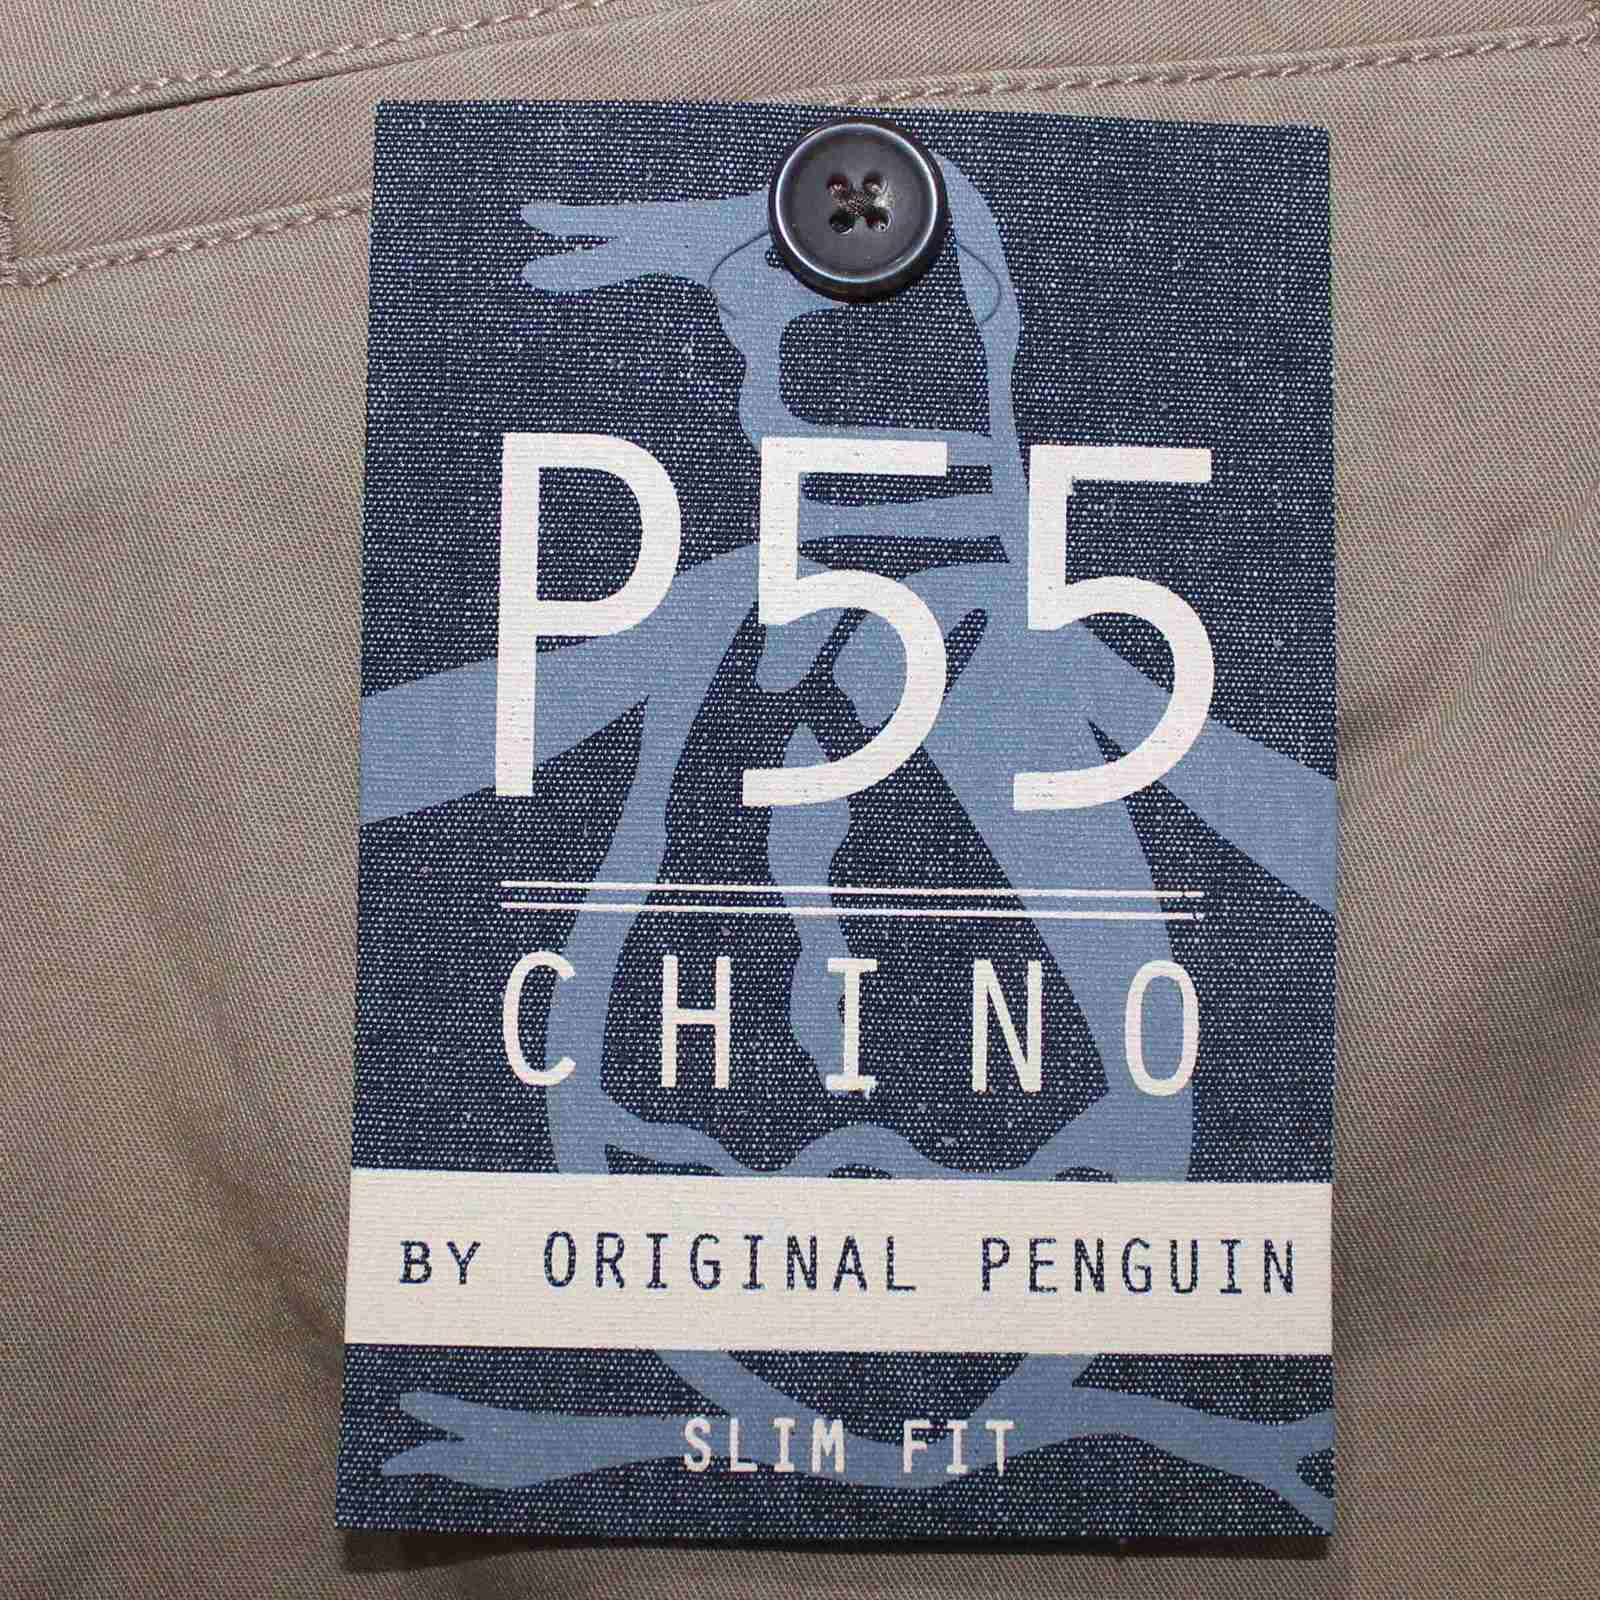 P55
CHINO
BY ORIGINAL PENGUIN
SLIM FIT